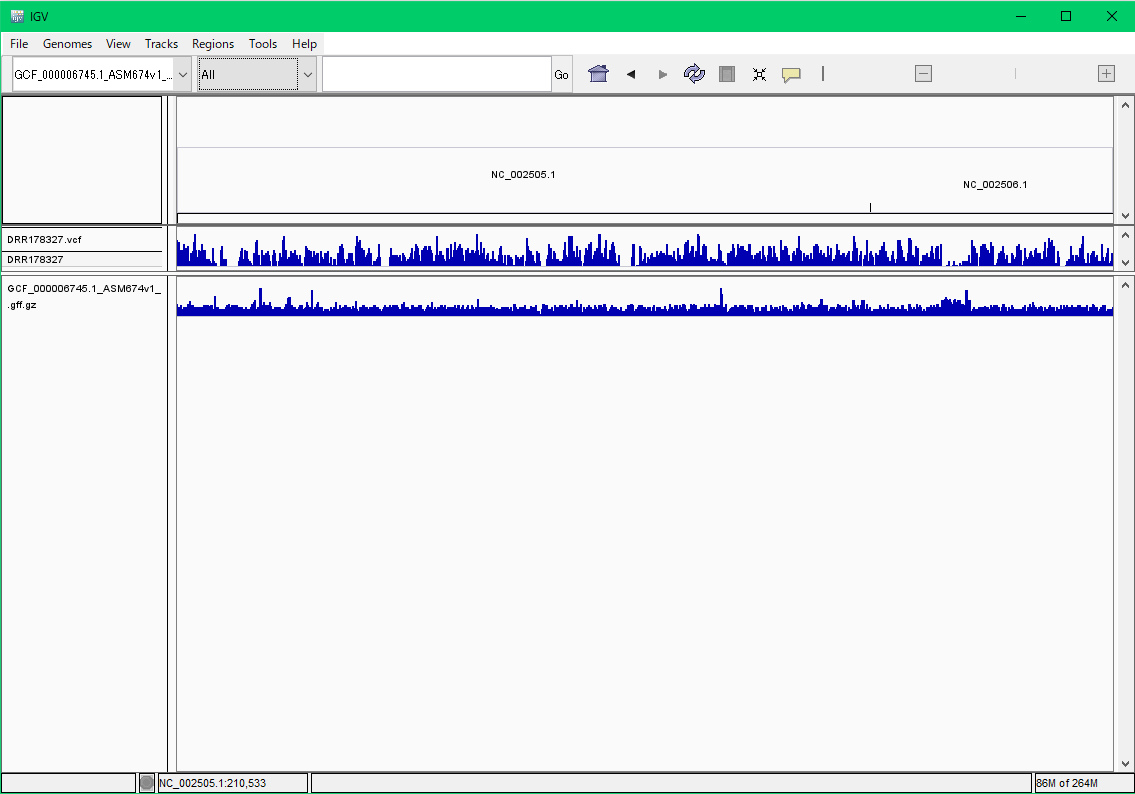 IGV
File Genomes View Tracks Regions Tools Help
GCF_000006745.1_ASM674v1_... All Go
NC_002505.1
NC_002506.1
DRR178327.vcf
DRR178327
GCF_000006745.1_ASM674v1_
.gff.gz
NC_002505.1:210,533 86M of 264M